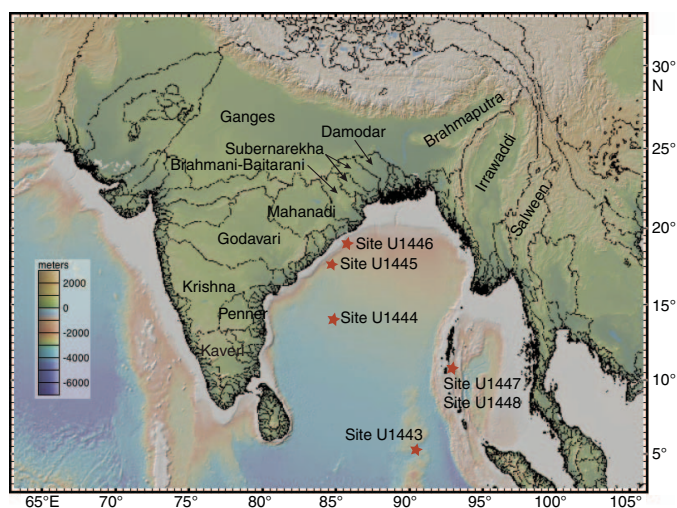 30°
N
Damodar
Ganges
Brahmaputra
Subernarekha
25°
Brahmani-Baitarani
Irrawaddi
Salween
Mahanadi
20°
Godavari
Site U1446
Site U1445
meters
2000
0
-2000
-4000
-6000
Krishna
15°
Penner
Site U1444
Kaveri
10°
Site U1447
Site U1448
Site U1443
5°
65°E 70° 75° 80° 85° 90° 95° 100° 105°